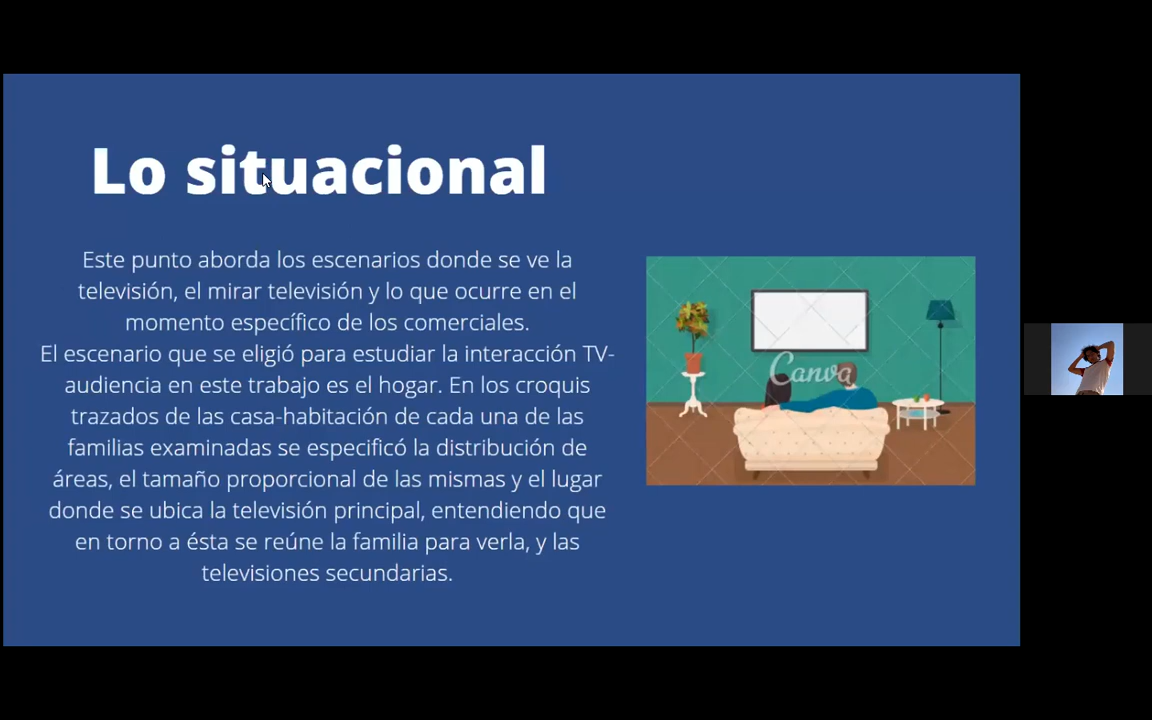 Lo situacional
Este punto aborda los escenarios donde se ve la
televisión, el mirar televisión y lo que ocurre en el
momento específico de los comerciales.
El escenario que se eligió para estudiar la interacción TV-
audiencia en este trabajo es el hogar. En los croquis
trazados de las casa-habitación de cada una de las
familias examinadas se especificó la distribución de
áreas, el tamaño proporcional de las mismas y el lugar
donde se ubica la televisión principal, entendiendo que
en torno a ésta se reúne la familia para verla, y las
televisiones secundarias.
Canva